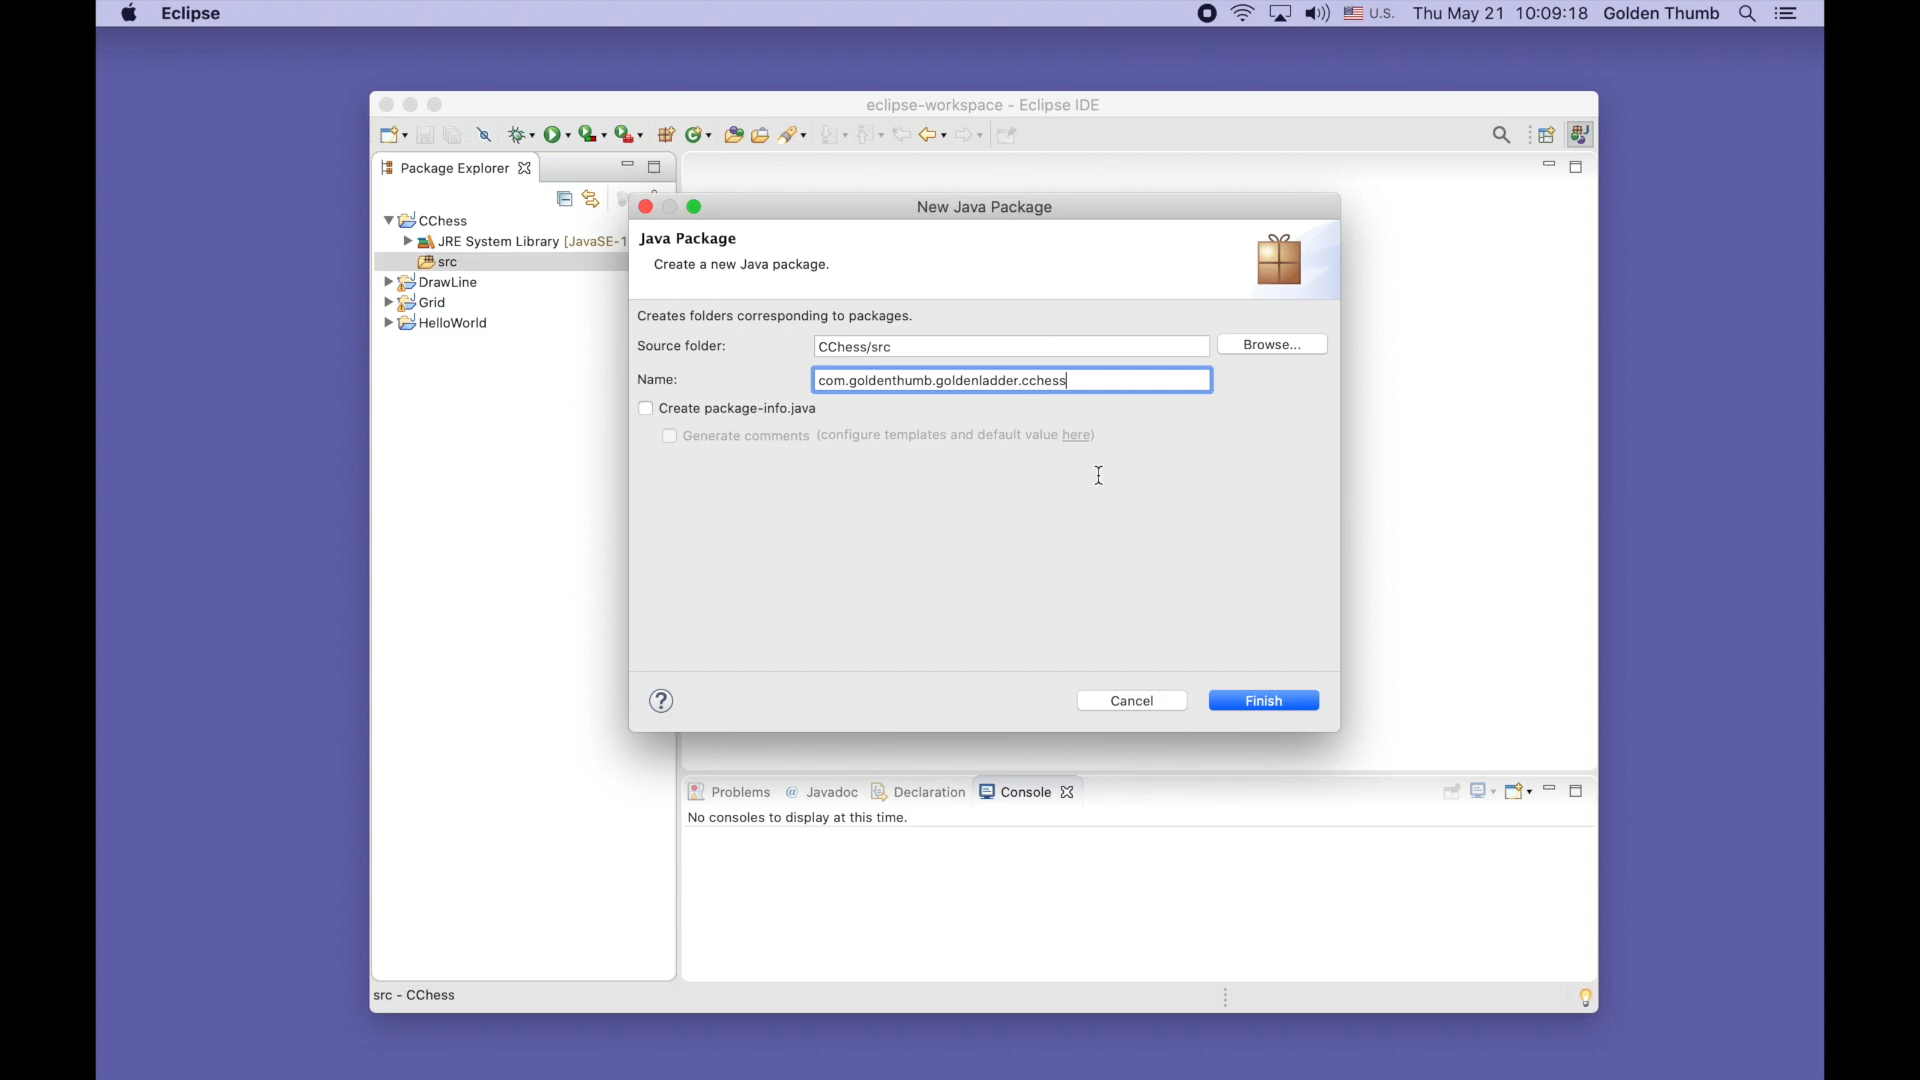 Eclipse
U.S.
Thu May 21 10:09:18
Golden Thumb
eclipse-workspace - Eclipse IDE
Package Explorer
CChess
JRE System Library [JavaSE-1
src
DrawLine
Grid
HelloWorld
New Java Package
Java Package
Create a new Java package.
Creates folders corresponding to packages.
Source folder:
CChess/src
Browse...
Name:
com.goldenthumb.goldenladder.cchess
Create package-info.java
Generate comments (configure templates and default value here)
?
Cancel
Finish
Problems
@ Javadoc
Declaration
Console
No consoles to display at this time.
src - CChess